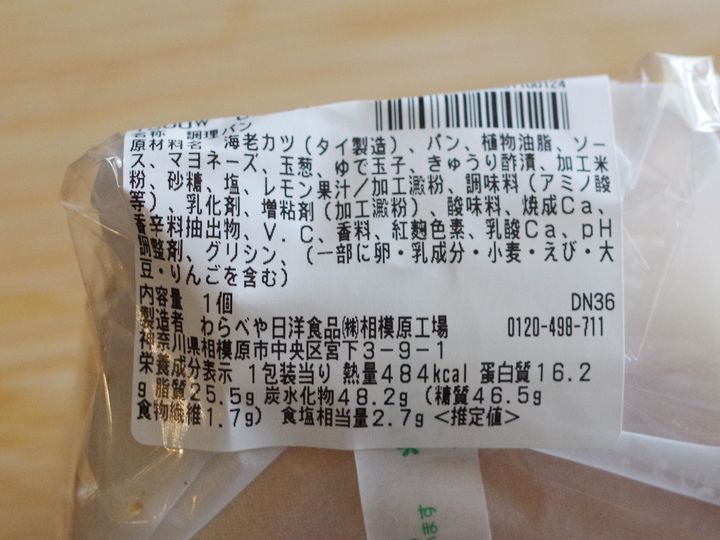 名称 調理パン
原材料名 海老カツ(タイ製造)、パン、植物油脂、ソー
ス、マヨネーズ、玉葱、ゆで玉子、きゅうり酢漬、加工米
粉、砂糖、塩、レモン果汁/加工澱粉、調味料(アミノ酸
等)、乳化剤、増粘剤(加工澱粉)、酸味料、焼成Ca、
香辛料抽出物、V.C、香料、紅麹色素、乳酸Ca、pH
調整剤、グリシン、(一部に卵・乳成分・小麦・えび・大
豆・りんごを含む)
内容量 1個 DN36
製造者 わらべや日洋食品㈱相模原工場 0120-498-711
神奈川県相模原市中央区宮下3-9-1
栄養成分表示 1包装当り 熱量484kcal 蛋白質16.2
g 脂質25.5g 炭水化物48.2g (糖質46.5g
食物繊維1.7g) 食塩相当量2.7g <推定値>
ます